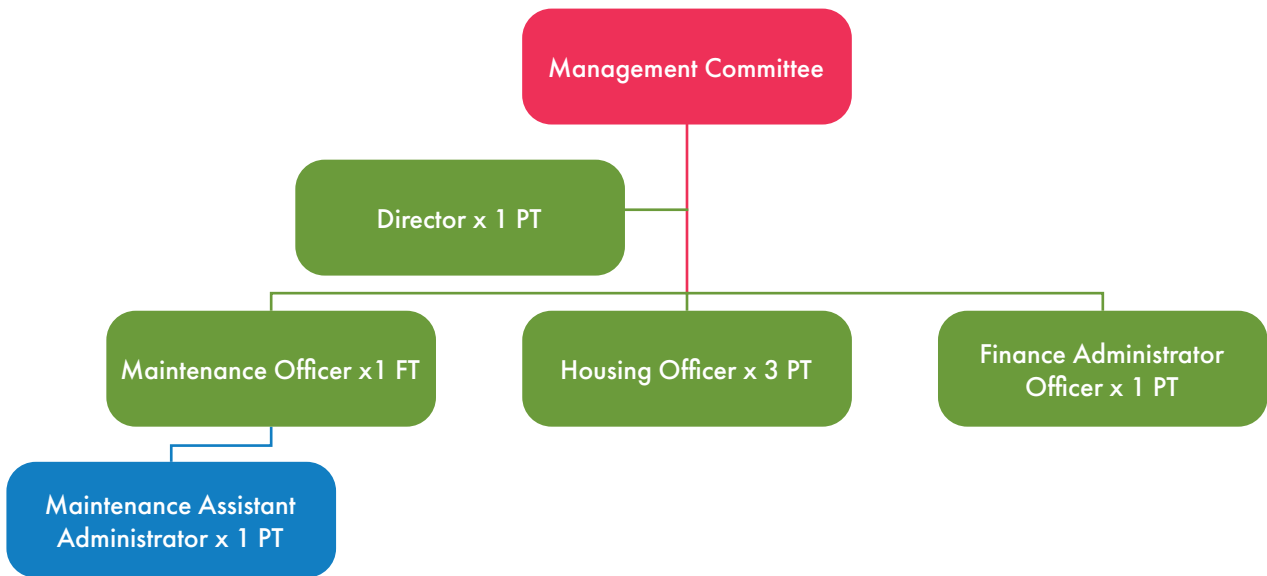 Management Committee
Director x 1 PT
Maintenance Officer x1 FT
Housing Officer x 3 PT
Finance Administrator
Officer x 1 PT
Maintenance Assistant
Administrator x 1 PT